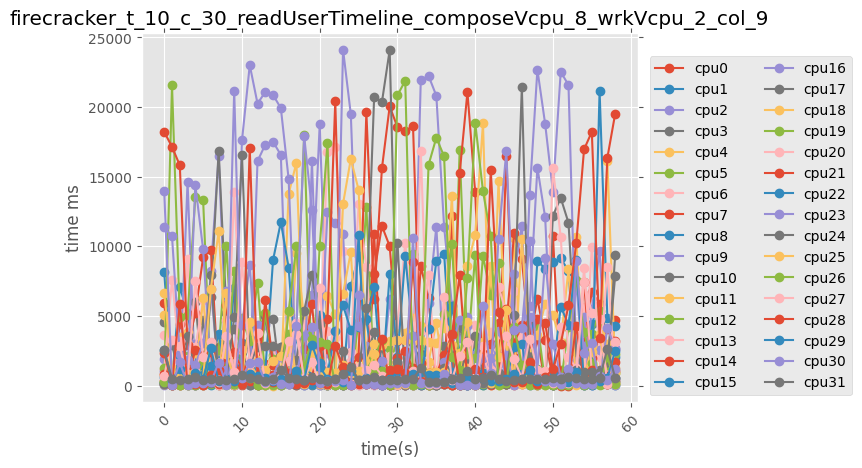 firecracker_t_10_c_30_readUserTimeline_composeVcpu_8_wrkVcpu_2_col_9
25000
20000
15000
10000
5000
0
time ms
0
10
20
30
40
50
60
time(s)
cpu0
cpu1
cpu2
cpu3
cpu4
cpu5
cpu6
cpu7
cpu8
cpu9
cpu10
cpu11
cpu12
cpu13
cpu14
cpu15
cpu16
cpu17
cpu18
cpu19
cpu20
cpu21
cpu22
cpu23
cpu24
cpu25
cpu26
cpu27
cpu28
cpu29
cpu30
cpu31